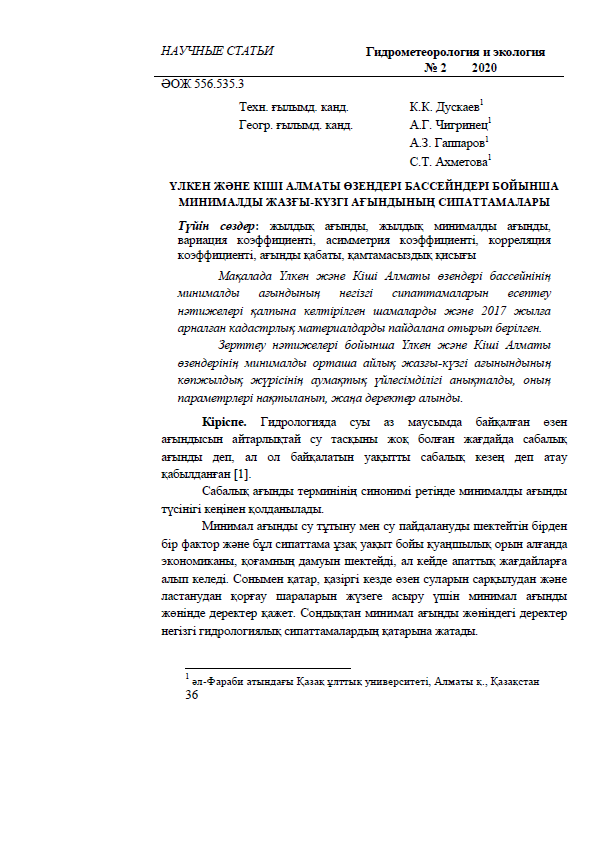 НАУЧНЫЕ СТАТЬИ Гидрометеорология и экология
№ 2 2020
ӘОЖ 556.535.3
Техн. ғылымд. канд. К.К. Дускаев1
Геогр. ғылымд. канд. А.Г. Чигринец1
А.З. Гаппаров1
С.Т. Ахметова1
ҮЛКЕН ЖӘНЕ КІШІ АЛМАТЫ ӨЗЕНДЕРІ БАССЕЙНДЕРІ БОЙЫНША
МИНИМАЛДЫ ЖАЗҒЫ-КҮЗГІ АҒЫНДЫНЫҢ СИПАТТАМАЛАРЫ
Түйін сөздер: жылдық ағынды, жылдық минималды ағынды,
вариация коэффициенті, асимметрия коэффициенті, корреляция
коэффициенті, ағынды қабаты, қамтамасыздық қисығы
Мақалада Үлкен және Кіші Алматы өзендері бассейнінің
минималды ағындының негізгі сипаттамаларын есептеу
нәтижелері қалпына келтірілген шамаларды және 2017 жылға
арналған кадастрлық материалдарды пайдалана отырып берілген.
Зерттеу нәтижелері бойынша Үлкен және Кіші Алматы
өзендерінің минималды орташа айлық жазғы-күзгі ағынындының
көпжылдық жүрісінің аумақтық үйлесімділігі анықталды, оның
параметрлері нақтыланып, жаңа деректер алынды.
Кіріспе. Гидрологияда суы аз маусымда байқалған өзен
ағындысын айтарлықтай су тасқыны жоқ болған жағдайда сабалық
ағынды деп, ал ол байқалатын уақытты сабалық кезең деп атау
қабылданған [1].
Сабалық ағынды терминінің синонимі ретінде минималды ағынды
түсінігі кеңінен қолданылады.
Минимал ағынды су тұтыну мен су пайдалануды шектейтін бірден
бір фактор және бұл сипаттама ұзақ уақыт бойы қуаңшылық орын алғанда
экономиканы, қоғамның дамуын шектейді, ал кейде апаттық жағдайларға
алып келеді. Сонымен қатар, қазіргі кезде өзен суларын сарқылудан және
ластанудан қорғау шараларын жүзеге асыру үшін минимал ағынды
жөнінде деректер қажет. Сондықтан минимал ағынды жөніндегі деректер
негізгі гидрологиялық сипаттамалардың қатарына жатады.
1 әл-Фараби атындағы Қазақ ұлттық университеті, Алматы қ., Қазақстан
36